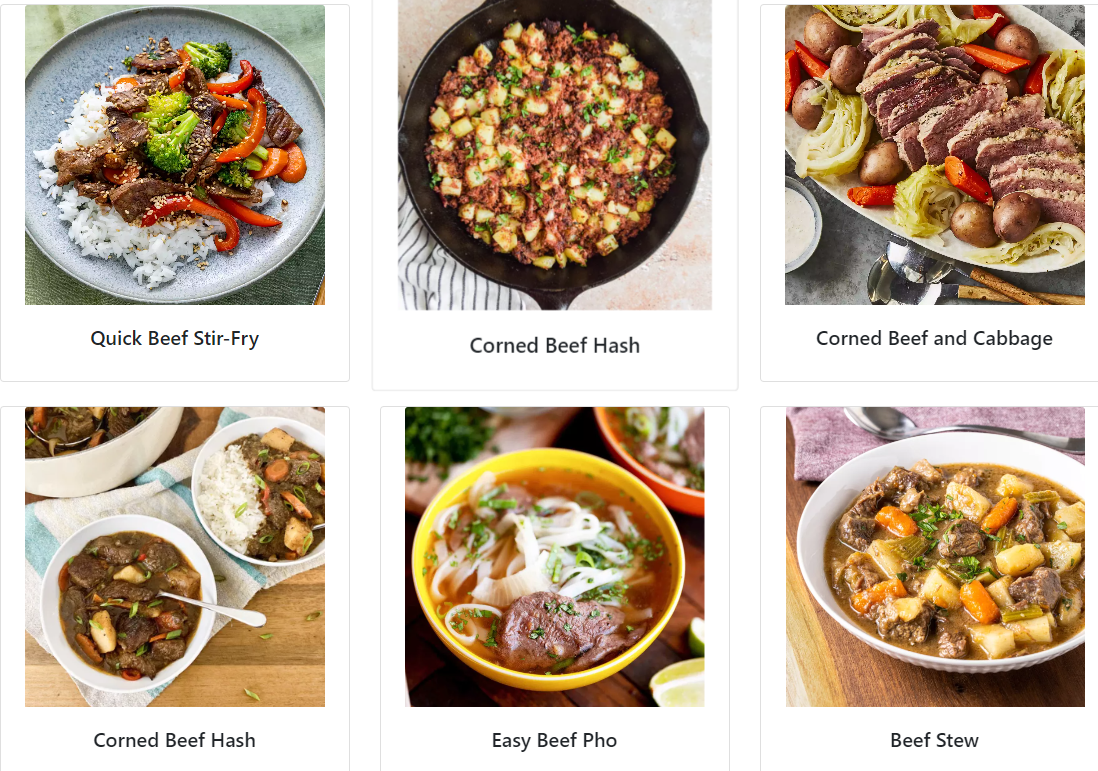 Quick Beef Stir-Fry
Corned Beef Hash
Corned Beef and Cabbage
Corned Beef Hash
Easy Beef Pho
Beef Stew